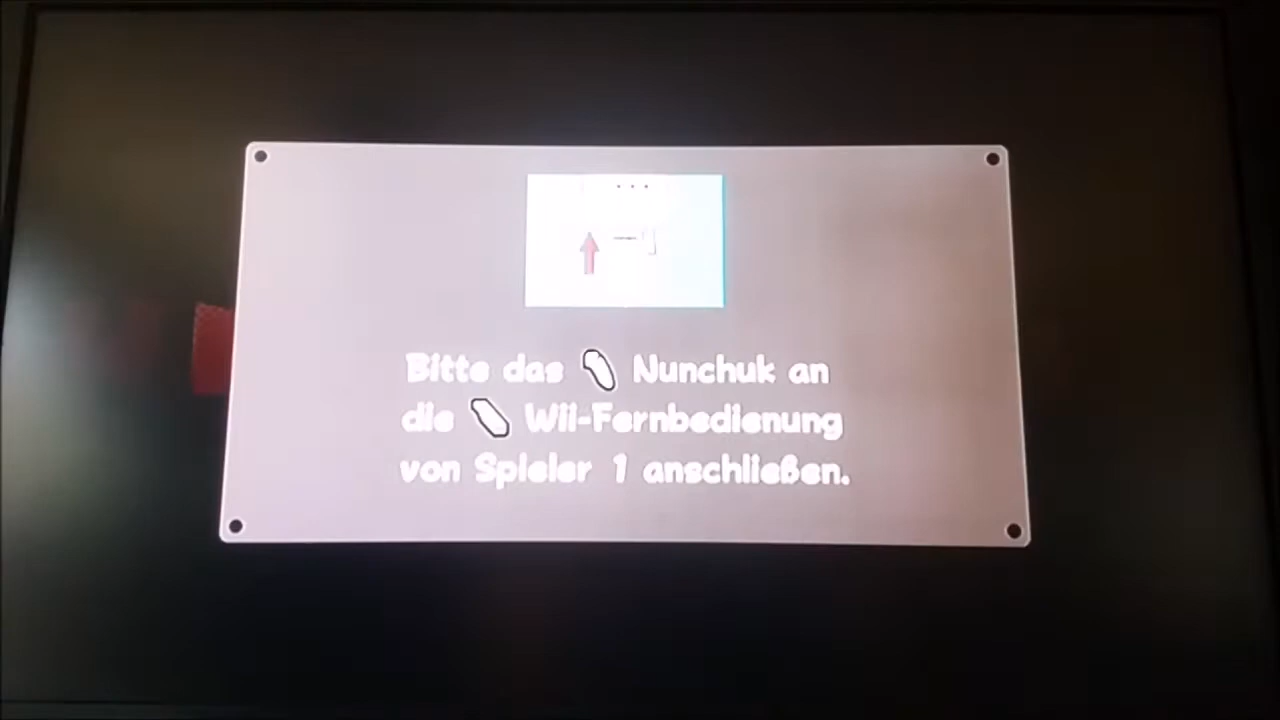 Bitte das Nunchuk an
die Wii-Fernbedienung
von Spieler 1 anschließen.